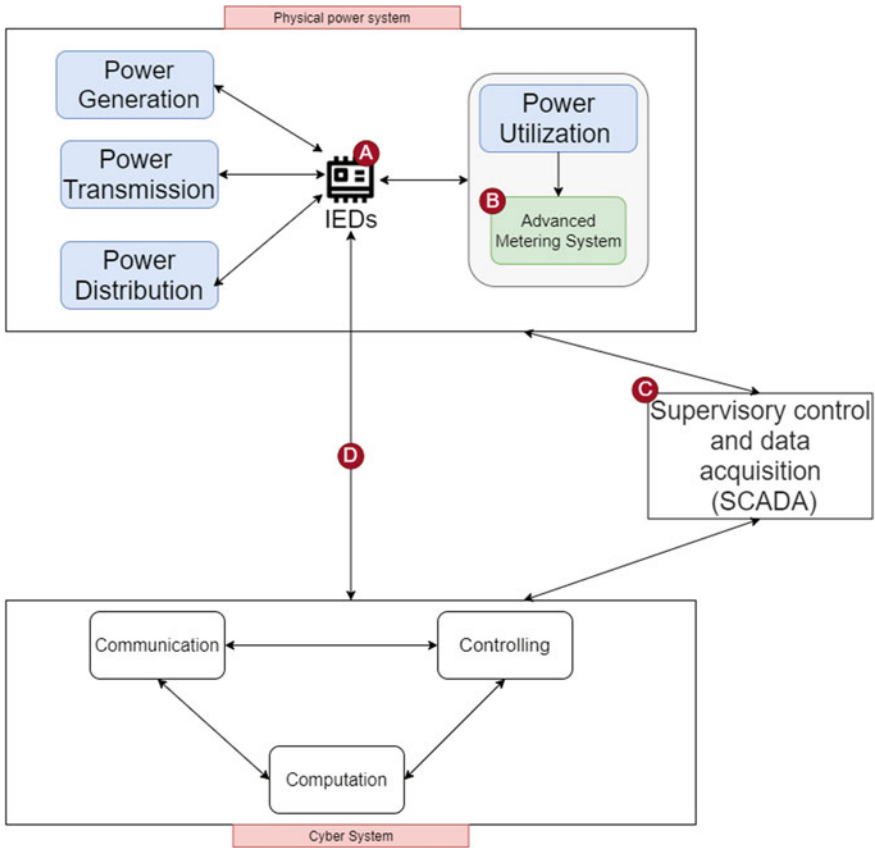 Physical power system
Power
Generation
Power
Transmission
Power
Distribution
A
IEDs
Power
Utilization
B
Advanced
Metering System
C
Supervisory control
and data
acquisition
(SCADA)
D
Communication
Controlling
Computation
Cyber System